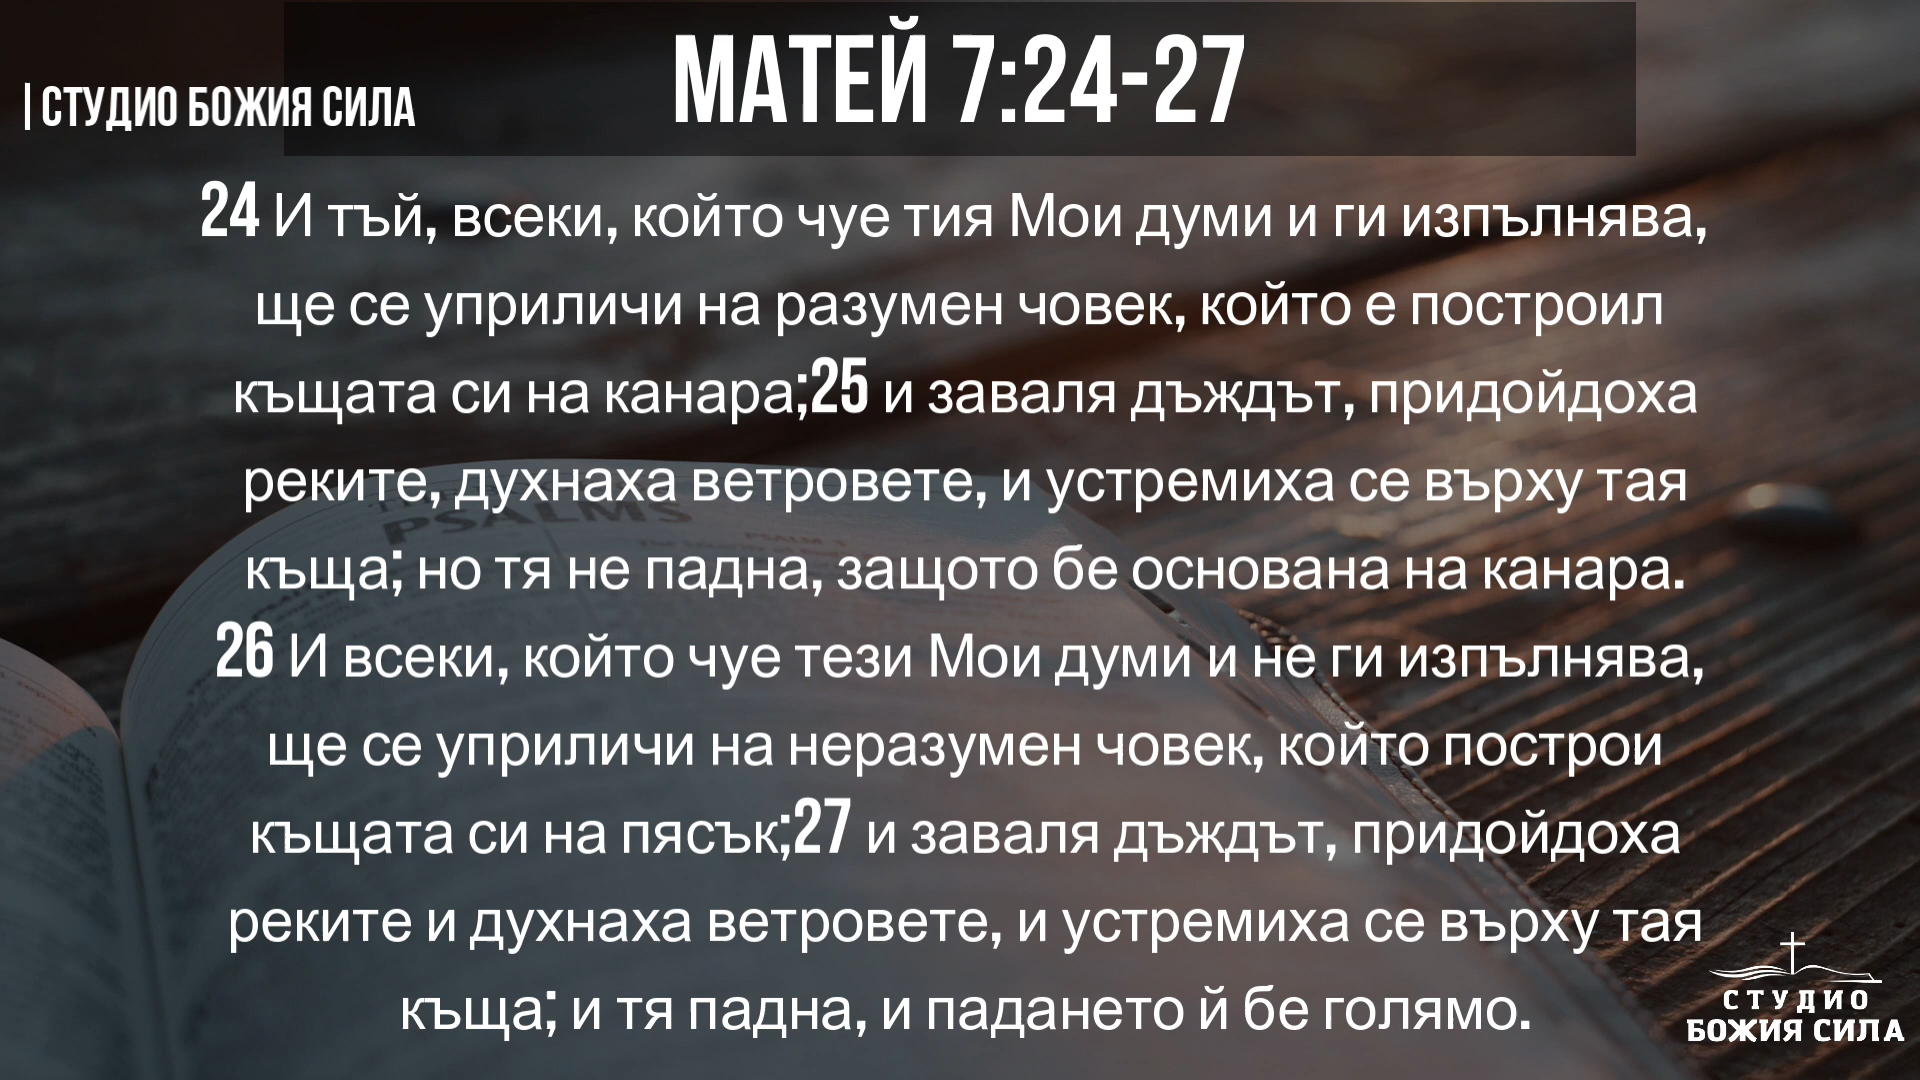 МАТЕЙ 7:24-27
|СТУДИО БОЖИЯ СИЛА
24 И тъй, всеки, който чуе тия Мои думи и ги изпълнява,
ще се уприличи на разумен човек, който е построил
къщата си на канара;25 и заваля дъждът, придойдоха
реките, духнаха ветровете, и устремиха се върху тая
къща; но тя не падна, защото бе основана на канара.
26 И всеки, който чуе тези Мои думи и не ги изпълнява,
ще се уприличи на неразумен човек, който построи
къщата си на пясък;27 и заваля дъждът, придойдоха
реките и духнаха ветровете, и устремиха се върху тая
къща; и тя падна, и падането й бе голямо.
PSALMS
СТУДИО
БОЖИЯ СИЛА